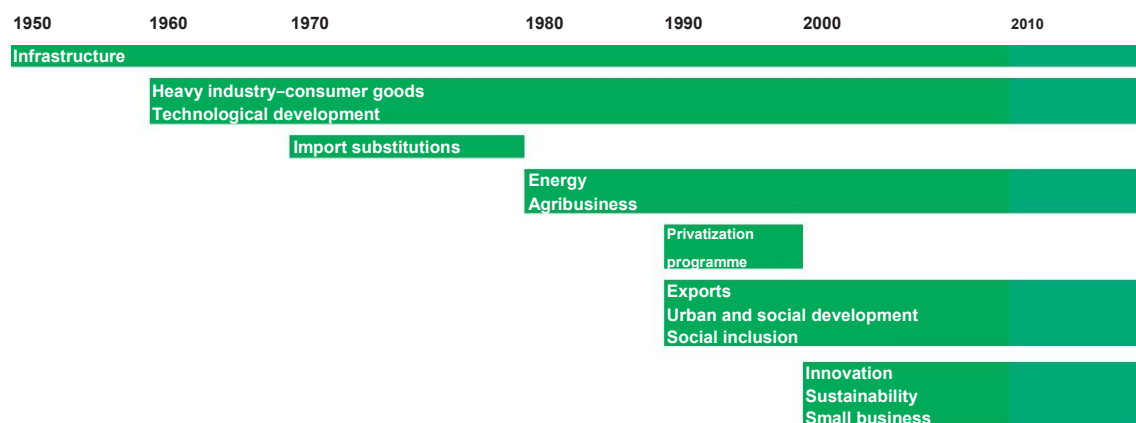 1950 1960 1970 1980 1990 2000 2010
Infrastructure
Heavy industry–consumer goods
Technological development
Import substitutions
Energy
Agribusiness
Privatization
programme
Exports
Urban and social development
Social inclusion
Innovation
Sustainability
Small business